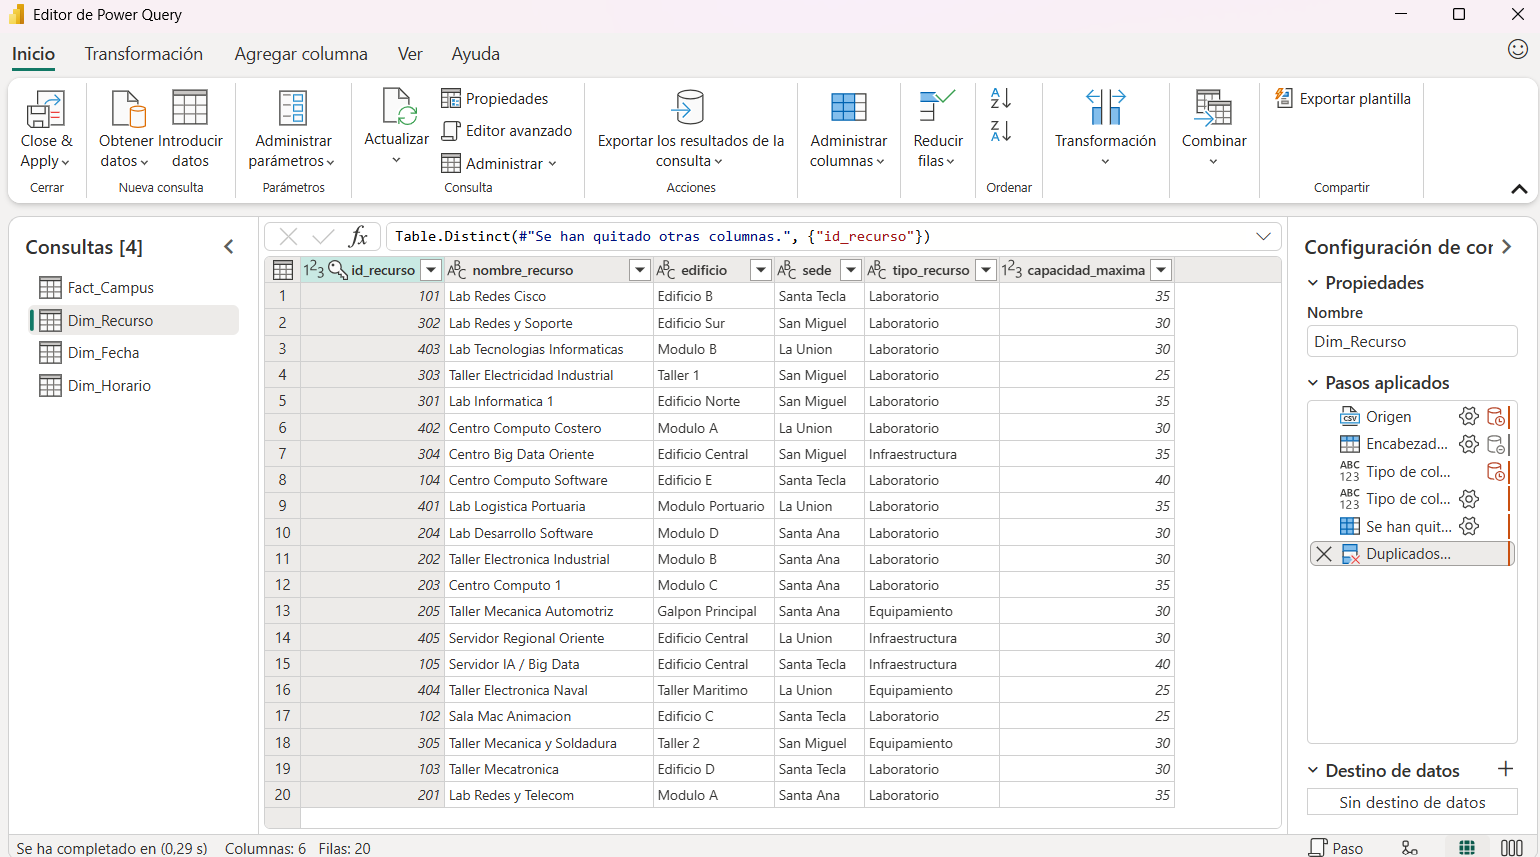 Editor de Power Query
Inicio Transformación Agregar columna Ver Ayuda
Close & Apply
Cerrar
Obtener datos
Introducir datos
Nueva consulta
Administrar parámetros
Parámetros
Actualizar
Propiedades
Editor avanzado
Administrar
Consulta
Exportar los resultados de la consulta
Acciones
Administrar columnas
Reducir filas
Ordenar
Transformación
Combinar
Exportar plantilla
Compartir
Consultas [4]
Fact_Campus
Dim_Recurso
Dim_Fecha
Dim_Horario
fx Table.Distinct(#"Se han quitado otras columnas.", {"id_recurso"})
123 id_recurso ABC nombre_recurso ABC edificio ABC sede ABC tipo_recurso 123 capacidad_maxima
1 101 Lab Redes Cisco Edificio B Santa Tecla Laboratorio 35
2 302 Lab Redes y Soporte Edificio Sur San Miguel Laboratorio 30
3 403 Lab Tecnologias Informaticas Modulo B La Union Laboratorio 30
4 303 Taller Electricidad Industrial Taller 1 San Miguel Laboratorio 25
5 301 Lab Informatica 1 Edificio Norte San Miguel Laboratorio 35
6 402 Centro Computo Costero Modulo A La Union Laboratorio 30
7 304 Centro Big Data Oriente Edificio Central San Miguel Infraestructura 35
8 104 Centro Computo Software Edificio E Santa Tecla Laboratorio 40
9 401 Lab Logistica Portuaria Modulo Portuario La Union Laboratorio 35
10 204 Lab Desarrollo Software Modulo D Santa Ana Laboratorio 30
11 202 Taller Electronica Industrial Modulo B Santa Ana Laboratorio 30
12 203 Centro Computo 1 Modulo C Santa Ana Laboratorio 35
13 205 Taller Mecanica Automotriz Galpon Principal Santa Ana Equipamiento 30
14 405 Servidor Regional Oriente Edificio Central La Union Infraestructura 30
15 105 Servidor IA / Big Data Edificio Central Santa Tecla Infraestructura 40
16 404 Taller Electronica Naval Taller Maritimo La Union Equipamiento 25
17 102 Sala Mac Animacion Edificio C Santa Tecla Laboratorio 25
18 305 Taller Mecanica y Soldadura Taller 2 San Miguel Equipamiento 30
19 103 Taller Mecatronica Edificio D Santa Tecla Laboratorio 30
20 201 Lab Redes y Telecom Modulo A Santa Ana Laboratorio 35
Configuración de cor
Propiedades
Nombre
Dim_Recurso
Pasos aplicados
CSV Origen
Encabezad...
ABC 123 Tipo de col...
ABC 123 Tipo de col...
Se han quit...
Duplicados...
Destino de datos
Sin destino de datos
Se ha completado en (0,29 s) Columnas: 6 Filas: 20
Paso